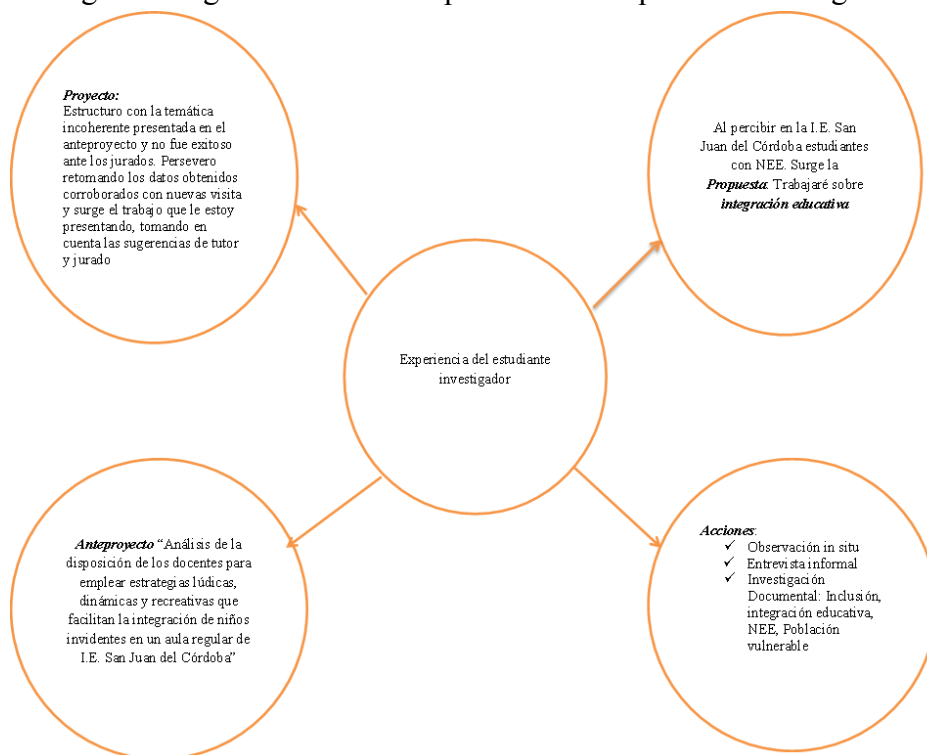 Proyecto:
Estructuro con la temática
incoherente presentada en el
anteproyecto y no fue exitoso
ante los jurados. Persevero
retomando los datos obtenidos
corroborados con nuevas visita
y surge el trabajo que le estoy
presentando, tomando en
cuenta las sugerencias de tutor
y jurado
Al percibir en la I.E. San
Juan del Córdoba estudiantes
con NEE. Surge la
Propuesta. Trabajaré sobre
integración educativa
Experiencia del estudiante
investigador
Anteproyecto “Análisis de la
disposición de los docentes para
emplear estrategias lúdicas,
dinámicas y recreativas que
facilitan la integración de niños
invidentes en un aula regular de
I.E. San Juan del Córdoba”
Acciones:
✓ Observación in situ
✓ Entrevista informal
✓ Investigación
Documental: Inclusión,
integración educativa,
NEE, Población
vulnerable